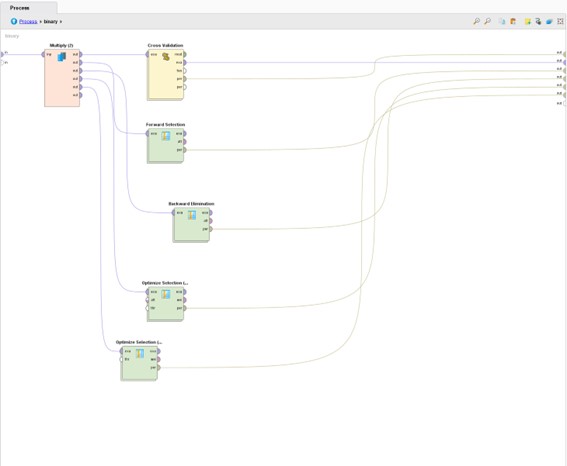 Process
Process ▸ binary ▸
binary
Multiply (2)
inp
out
out
out
out
out
out
Cross Validation
exa
mod
exa
tes
per
per
Forward Selection
exa
exa
att
per
Backward Elimination
exa
exa
att
per
Optimize Selection (...
exa
exa
att
wei
thr
per
Optimize Selection (...
exa
exa
thr
wei
per
in
in
out
out
out
out
out
out
out